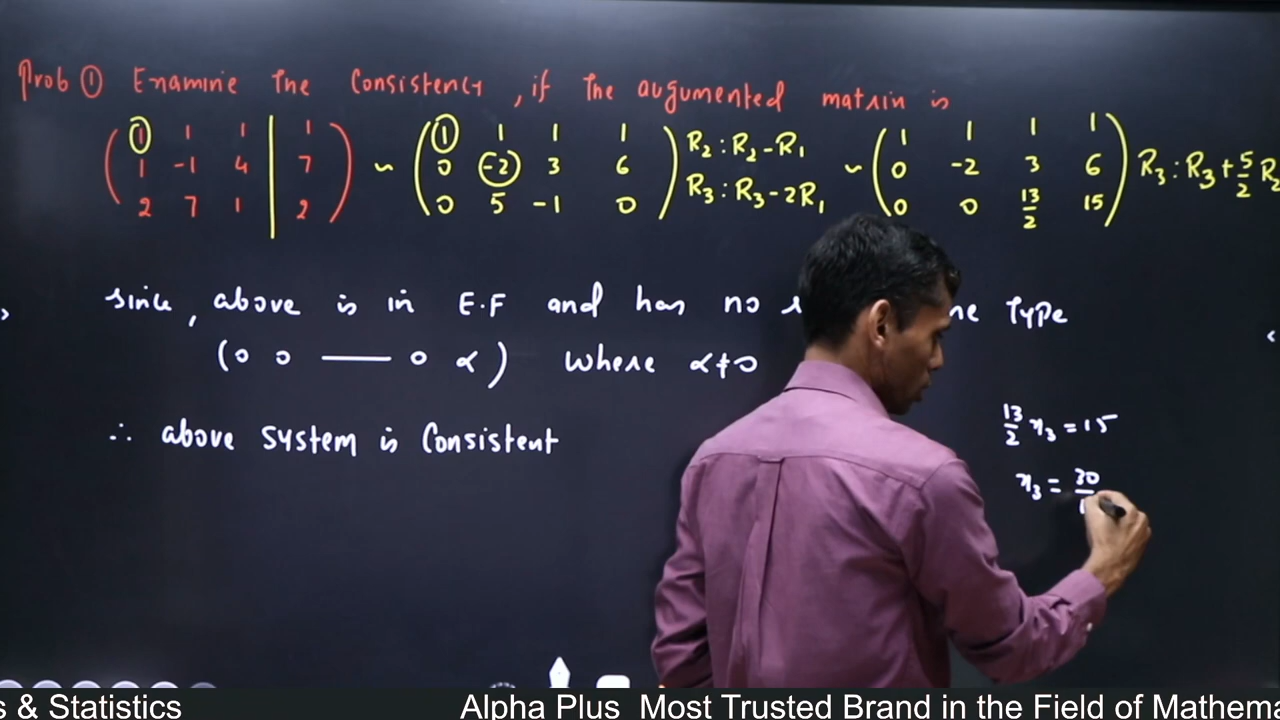 Prob ① Examine The Consistency, if The augumented matrix is
( 1 1 1 | 1 ) ~ ( 1 1 1 1 ) R₂ : R₂ - R₁ ~ ( 1 1 1 1 )
( 1 -1 4 | 7 ) ( 0 -2 3 6 ) R₃ : R₃ - 2R₁ ( 0 -2 3 6 ) R₃ : R₃ + 5/2 R₂
( 2 7 1 | 2 ) ( 0 5 -1 0 ) ( 0 0 13/2 15 )
since, above is in E.F and has no Type
(0 0 —— 0 α) where α≠0
13/2 x₃ = 15
∴ above System is Consistent
x₃ = 30
& Statistics Alpha Plus Most Trusted Brand in the Field of